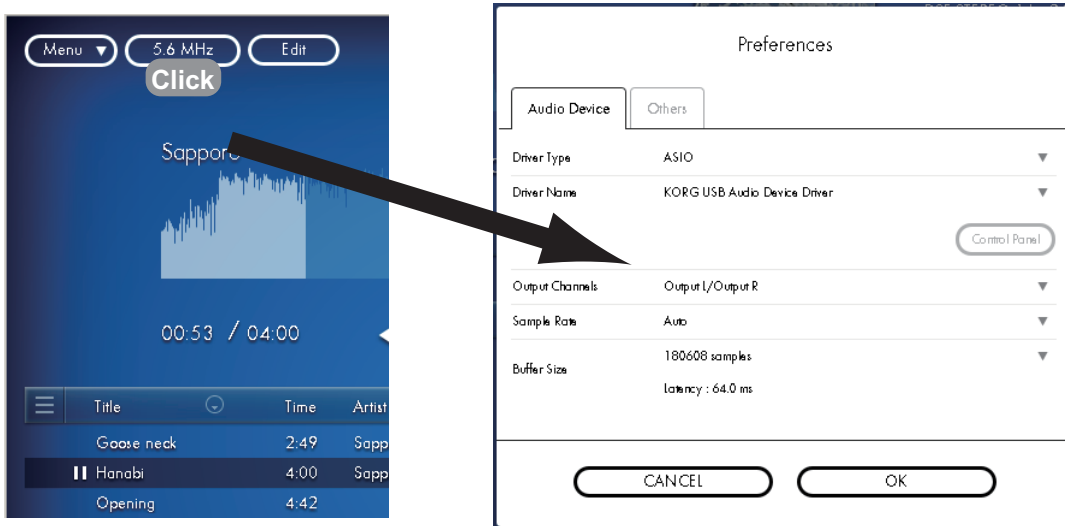 Menu ▼ 5.6 MHz Edit
Click
Sapporo
00:53 / 04:00
Title Time Artist
Goose neck 2:49 Sapp
Hanabi 4:00 Sapp
Opening 4:42
Preferences
Audio Device Others
Driver Type ASIO ▼
Driver Name KORG USB Audio Device Driver ▼
Control Panel
Output Channels Output L/Output R ▼
Sample Rate Auto ▼
Buffer Size 180608 samples ▼
Latency : 64.0 ms
CANCEL OK